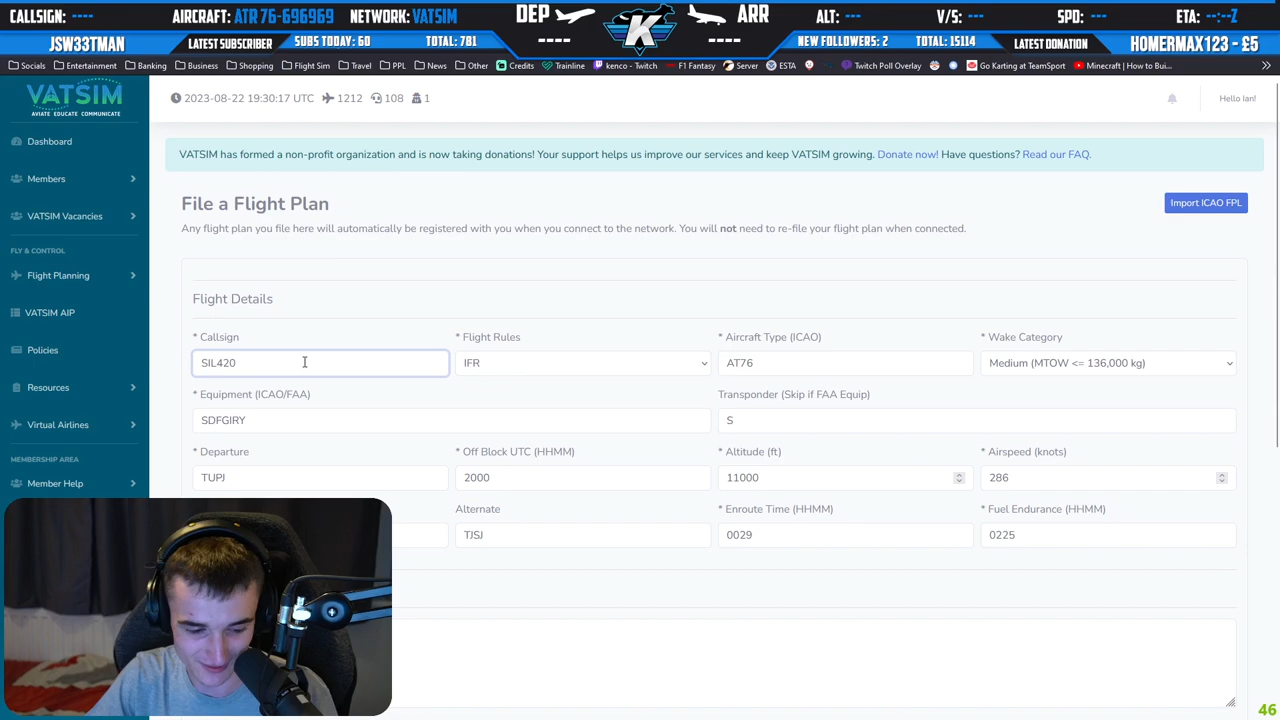 CALLSIGN: ----
AIRCRAFT: ATR 76-696969
NETWORK: VATSIM
DEP
ARR
ALT: ---
V/S: ---
SPD: ---
ETA: --:--Z
JSW33TMAN
LATEST SUBSCRIBER
SUBS TODAY: 60
TOTAL: 781
----
K
----
NEW FOLLOWERS: 2
TOTAL: 15114
LATEST DONATION
HOMERMAX123 - £5
Socials
Entertainment
Banking
Business
Shopping
Flight Sim
Travel
PPL
News
Other
Credits
Trainline
kenco - Twitch
F1 Fantasy
Server
ESTA
Twitch Poll Overlay
Go Karting at TeamSport
Minecraft | How to Bui...
VATSIM
AVIATE EDUCATE COMMUNICATE
2023-08-22 19:30:17 UTC
1212
108
1
Hello Ian!
Dashboard
Members
VATSIM Vacancies
FLY & CONTROL
Flight Planning
VATSIM AIP
Policies
Resources
Virtual Airlines
MEMBERSHIP AREA
Member Help
VATSIM has formed a non-profit organization and is now taking donations! Your support helps us improve our services and keep VATSIM growing. Donate now! Have questions? Read our FAQ.
File a Flight Plan
Import ICAO FPL
Any flight plan you file here will automatically be registered with you when you connect to the network. You will not need to re-file your flight plan when connected.
Flight Details
* Callsign
* Flight Rules
* Aircraft Type (ICAO)
* Wake Category
SIL420
IFR
AT76
Medium (MTOW <= 136,000 kg)
* Equipment (ICAO/FAA)
Transponder (Skip if FAA Equip)
SDFGIRY
S
* Departure
* Off Block UTC (HHMM)
* Altitude (ft)
* Airspeed (knots)
TUPJ
2000
11000
286
Alternate
* Enroute Time (HHMM)
* Fuel Endurance (HHMM)
TJSJ
0029
0225
46